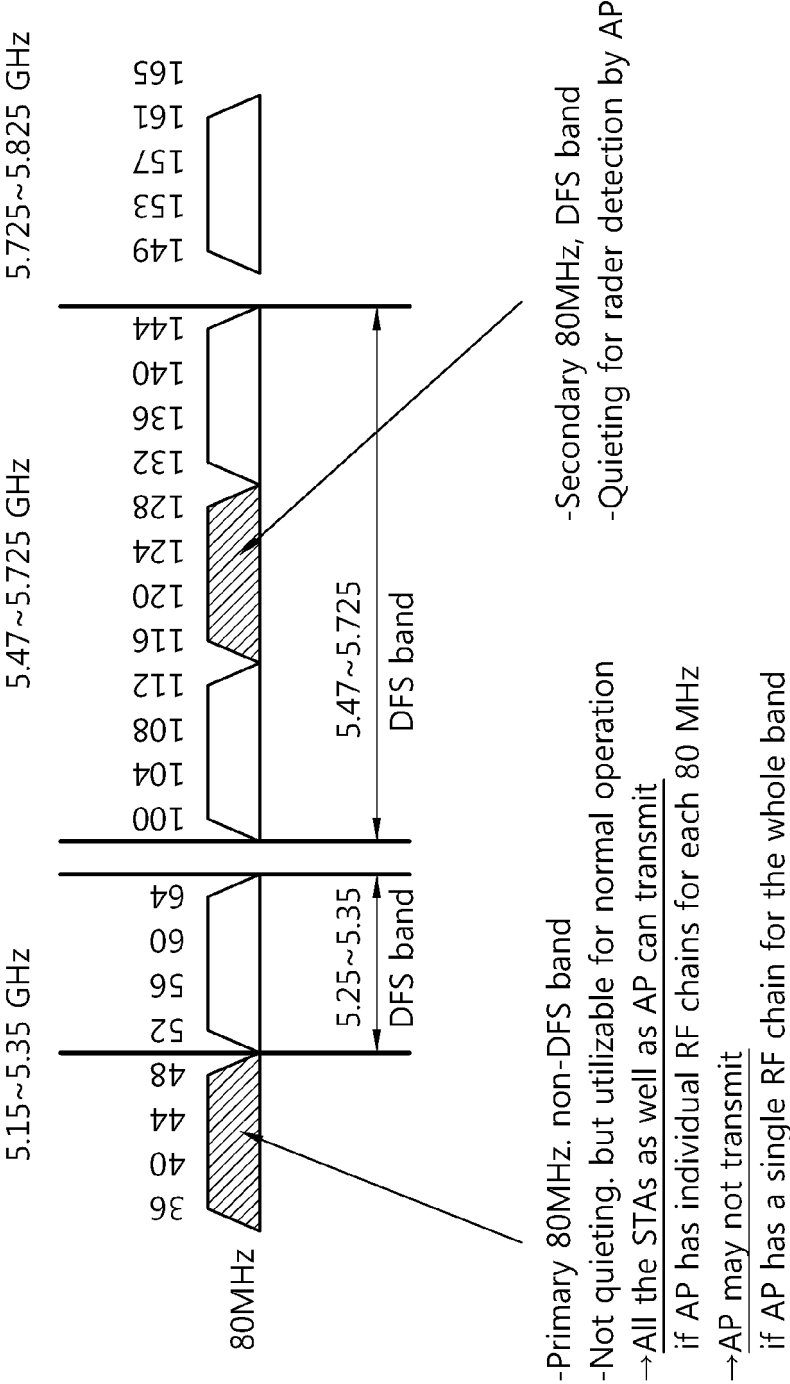 5.15~5.35 GHz
5.47~5.725 GHz
5.725~5.825 GHz
36 40 44 48 52 56 60 64 100 104 108 112 116 120 124 128 132 136 140 144 149 153 157 161 165
80MHz
5.25~5.35
DFS band
5.47~5.725
DFS band
-Primary 80MHz. non-DFS band
-Not quieting. but utilizable for normal operation
→All the STAs as well as AP can transmit
if AP has individual RF chains for each 80 MHz
→AP may not transmit
if AP has a single RF chain for the whole band
-Secondary 80MHz, DFS band
-Quieting for rader detection by AP